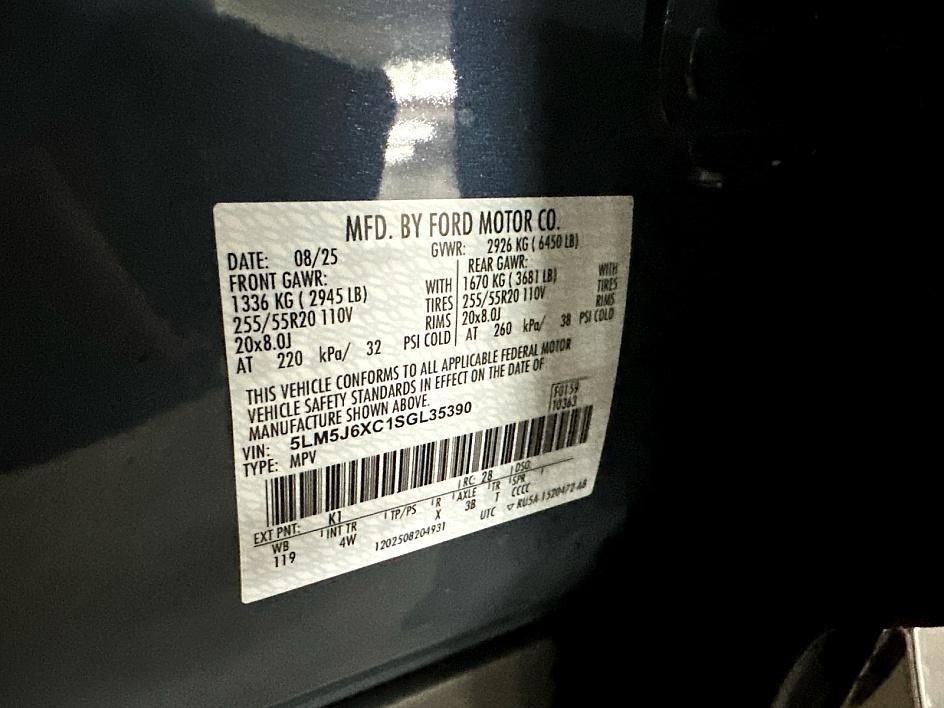 MFD. BY FORD MOTOR CO.
DATE: 08/25 GVWR: 2926 KG ( 6450 LB)
FRONT GAWR: REAR GAWR:
1336 KG ( 2945 LB) WITH 1670 KG ( 3681 LB) WITH
255/55R20 110V TIRES 255/55R20 110V TIRES
20x8.0J RIMS 20x8.0J RIMS
AT 220 kPa/ 32 PSI COLD AT 260 kPa/ 38 PSI COLD
THIS VEHICLE CONFORMS TO ALL APPLICABLE FEDERAL MOTOR
VEHICLE SAFETY STANDARDS IN EFFECT ON THE DATE OF
MANUFACTURE SHOWN ABOVE.
F0159
10363
VIN: 5LM5J6XC1SGL35390
TYPE: MPV
EXT PNT: K1 RC: 28 DSO:
WB INT TR TP/PS R AXLE TR SPR
119 4W X 3B T CCCC
1202508204931 UTC ▽ RU5A-1520472-AB